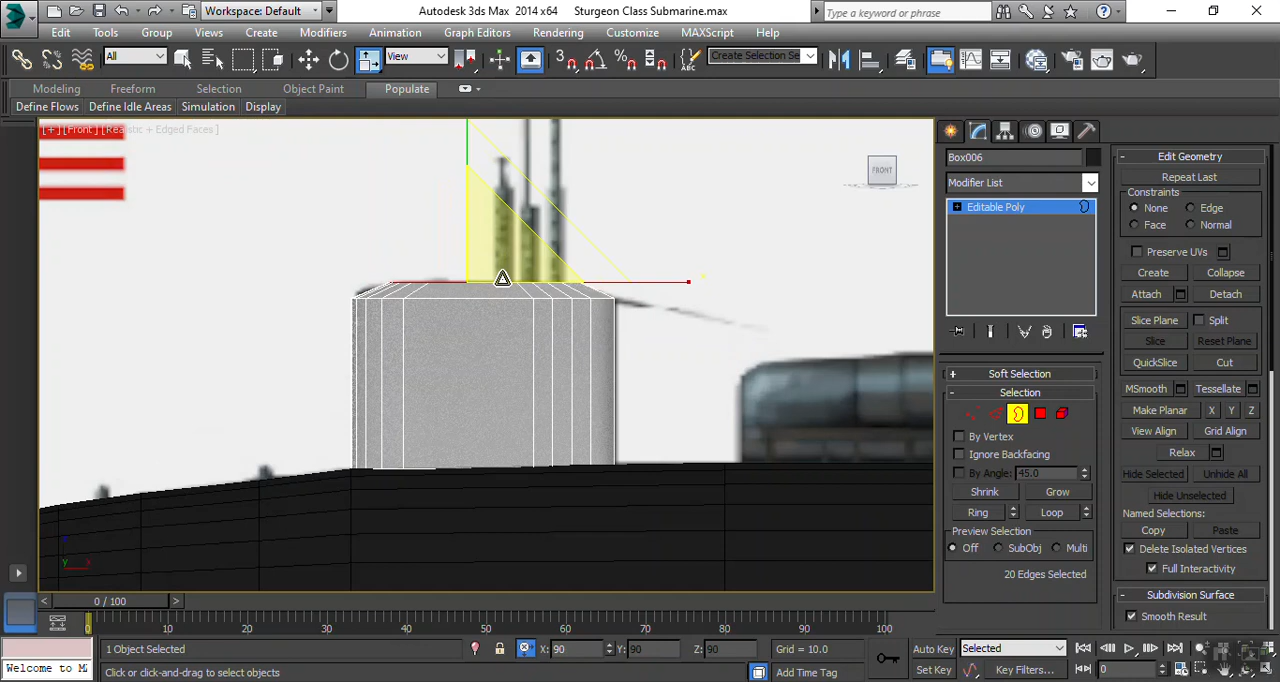 Workspace: Default
Autodesk 3ds Max 2014 x64
Sturgeon Class Submarine.max
Type a keyword or phrase
Edit
Tools
Group
Views
Create
Modifiers
Animation
Graph Editors
Rendering
Customize
MAXScript
Help
All
View
3
Create Selection Se
Modeling
Freeform
Selection
Object Paint
Populate
Define Flows
Define Idle Areas
Simulation
Display
[+] [Front] [Realistic + Edged Faces]
FRONT
Box006
Modifier List
Editable Poly
Soft Selection
Selection
By Vertex
Ignore Backfacing
By Angle: 45.0
Shrink
Grow
Ring
Loop
Preview Selection
Off
SubObj
Multi
20 Edges Selected
Edit Geometry
Repeat Last
Constraints
None
Edge
Face
Normal
Preserve UVs
Create
Collapse
Attach
Detach
Slice Plane
Split
Slice
Reset Plane
QuickSlice
Cut
MSmooth
Tessellate
Make Planar
X
Y
Z
View Align
Grid Align
Relax
Hide Selected
Unhide All
Hide Unselected
Named Selections:
Copy
Paste
Delete Isolated Vertices
Full Interactivity
Subdivision Surface
Smooth Result
0 / 100
0
10
20
30
40
50
60
70
80
90
100
1 Object Selected
X: 90
Y: 90
Z: 90
Grid = 10.0
Auto Key
Selected
Welcome to M
Click or click-and-drag to select objects
Add Time Tag
Set Key
Key Filters...
0